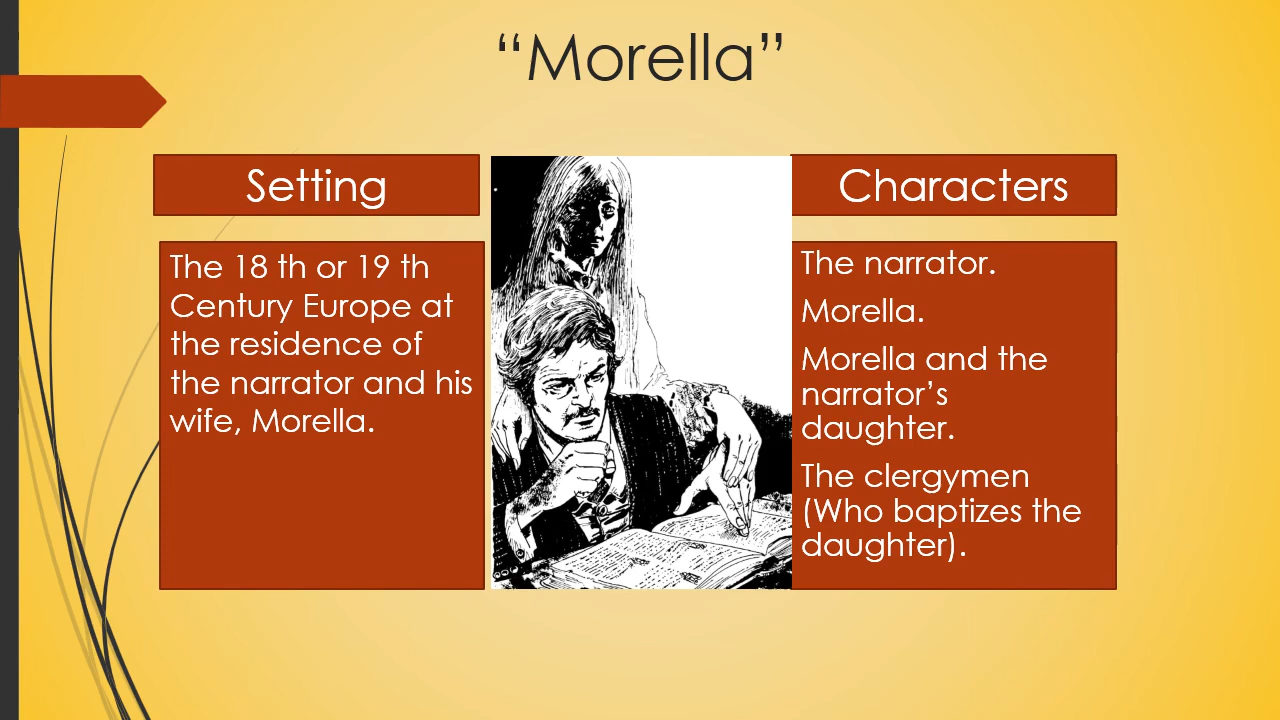 “Morella”
Setting
The 18 th or 19 th
Century Europe at
the residence of
the narrator and his
wife, Morella.
Characters
The narrator.
Morella.
Morella and the
narrator’s
daughter.
The clergymen
(Who baptizes the
daughter).